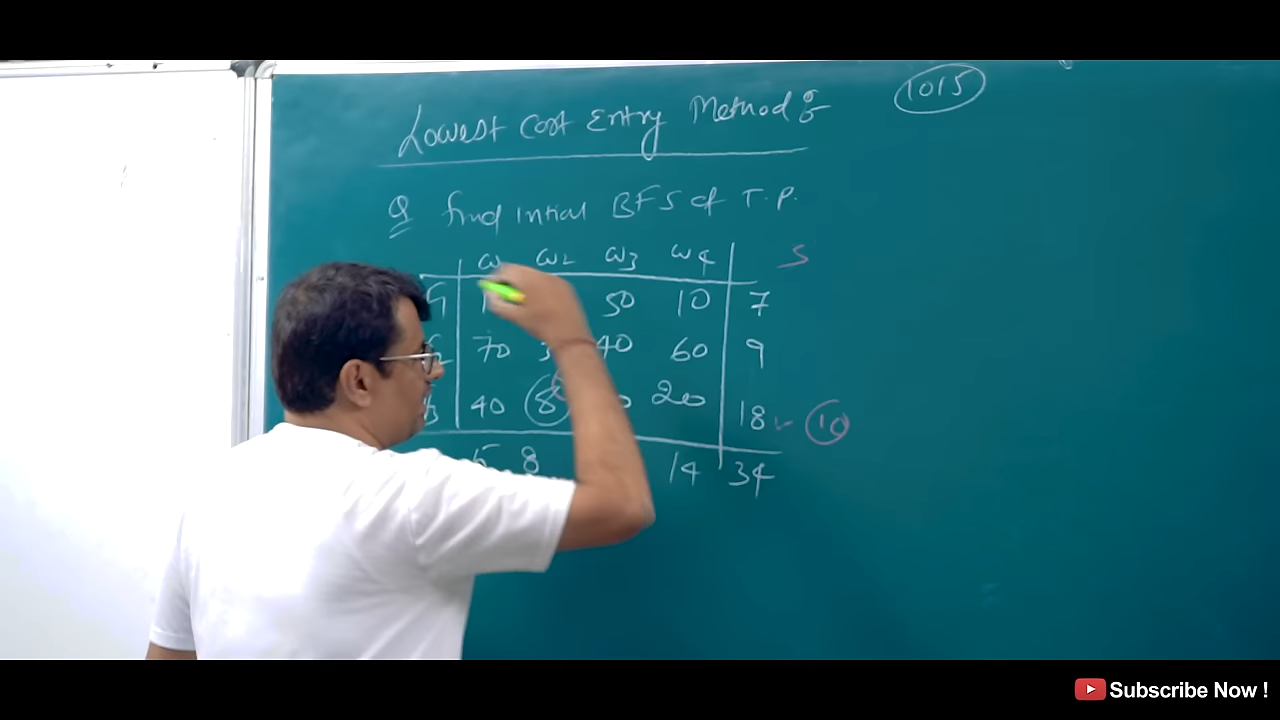 1015
Lowest Cost Entry Method :
Q Find Initial BFS of T.P.
W2 W3 W4 S
50 10 7
70 40 60 9
40 8 20 18 10
5 8 14 34
Subscribe Now !